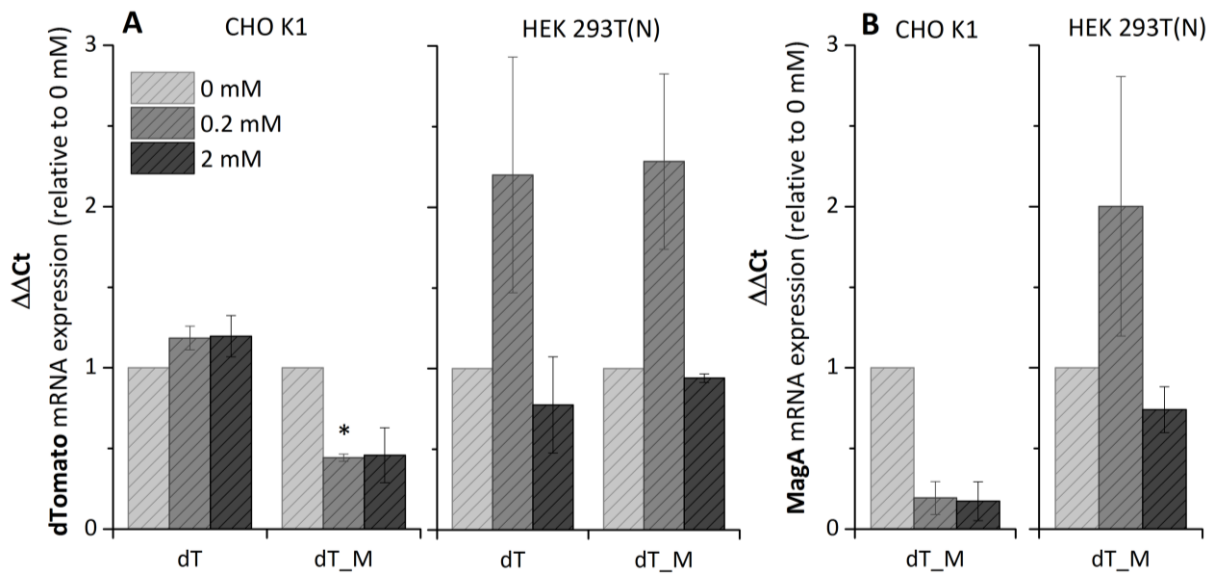 A
CHO K1
HEK 293T(N)
ΔΔCt
dTomato mRNA expression (relative to 0 mM)
3
2
1
0
0 mM
0.2 mM
2 mM
*
dT
dT_M
dT
dT_M
B
CHO K1
HEK 293T(N)
ΔΔCt
MagA mRNA expression (relative to 0 mM)
3
2
1
0
dT_M
dT_M